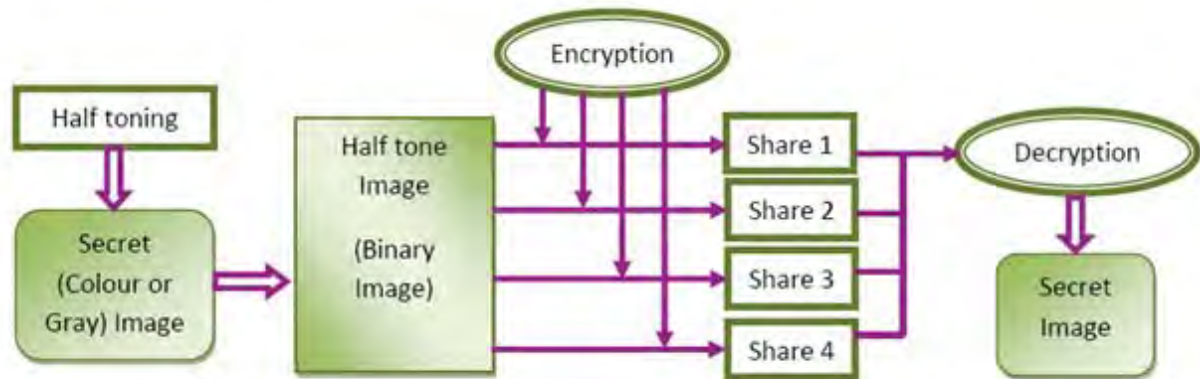 Encryption
Half toning
Half tone
Image
(Binary
Image)
Share 1
Share 2
Share 3
Share 4
Decryption
Secret
(Colour or
Gray) Image
Secret
Image